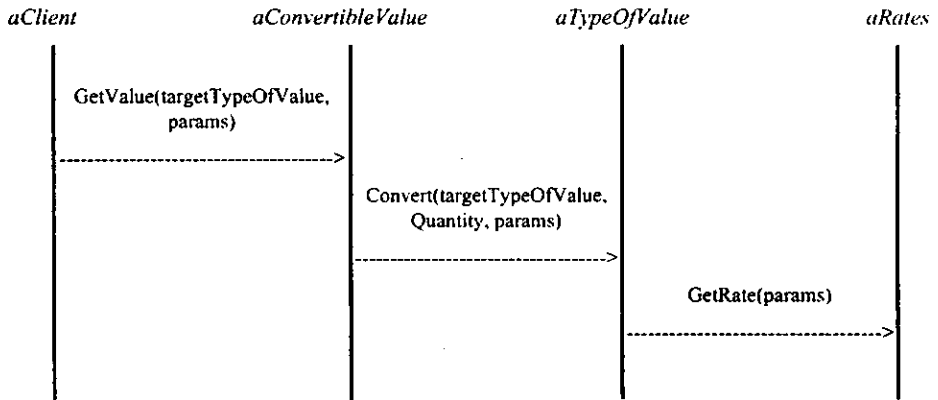 aClient aConvertibleValue aTypeOfValue aRates
GetValue(targetTypeOfValue,
params)
Convert(targetTypeOfValue,
Quantity, params)
GetRate(params)